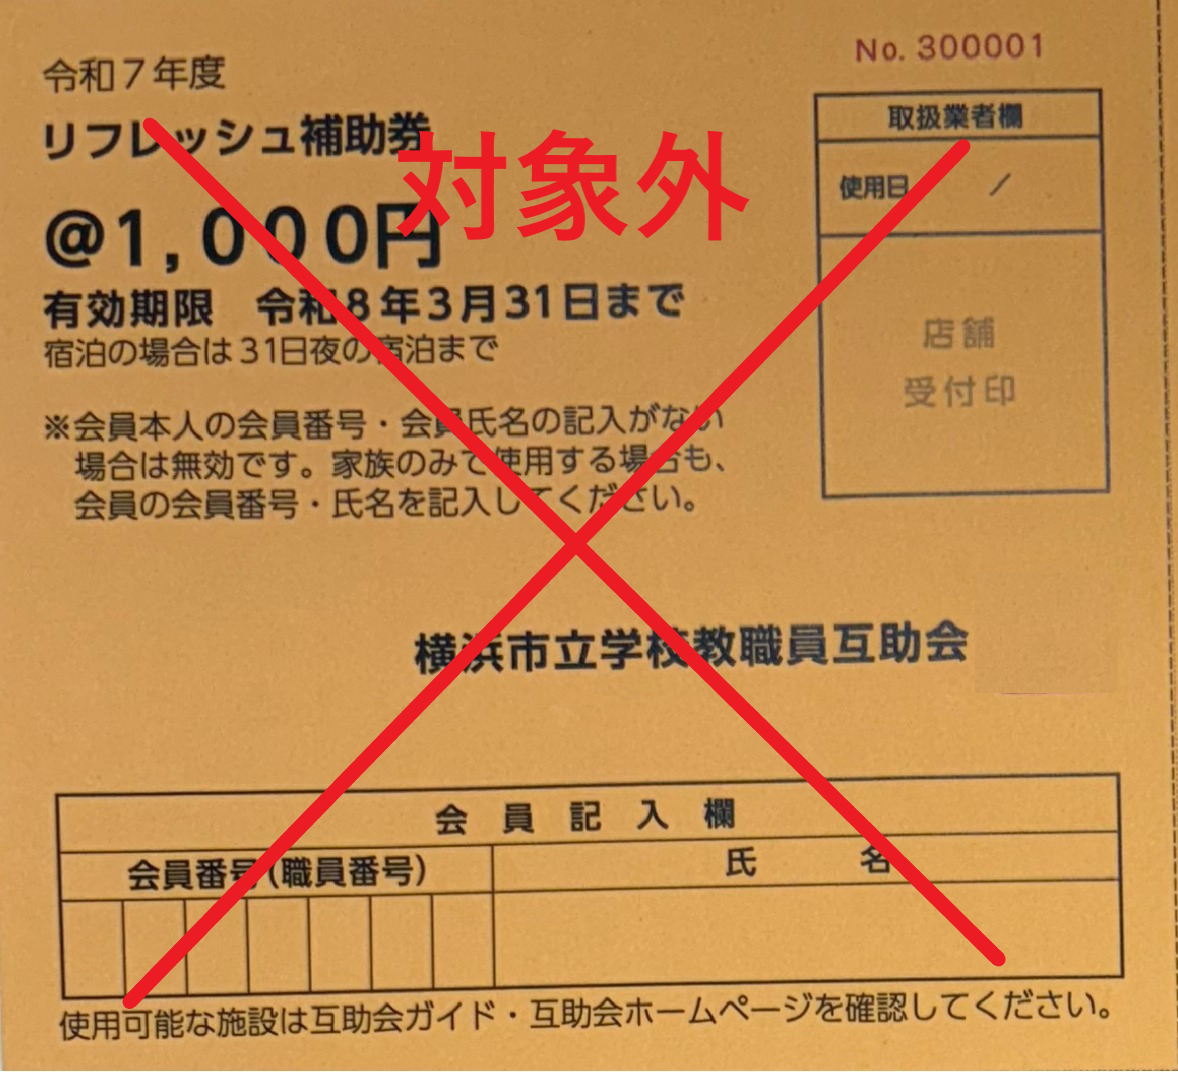 令和7年度
No. 300001
リフレッシュ補助券
対象外
@1,000円
有効期限 令和8年3月31日まで
宿泊の場合は31日夜の宿泊まで
※会員本人の会員番号・会員氏名の記入がない
場合は無効です。家族のみで使用する場合も、
会員の会員番号・氏名を記入してください。
取扱業者欄
使用日 /
店舗
受付印
横浜市立学校教職員互助会
会員記入欄
会員番号(職員番号) 氏名
使用可能な施設は互助会ガイド・互助会ホームページを確認してください。